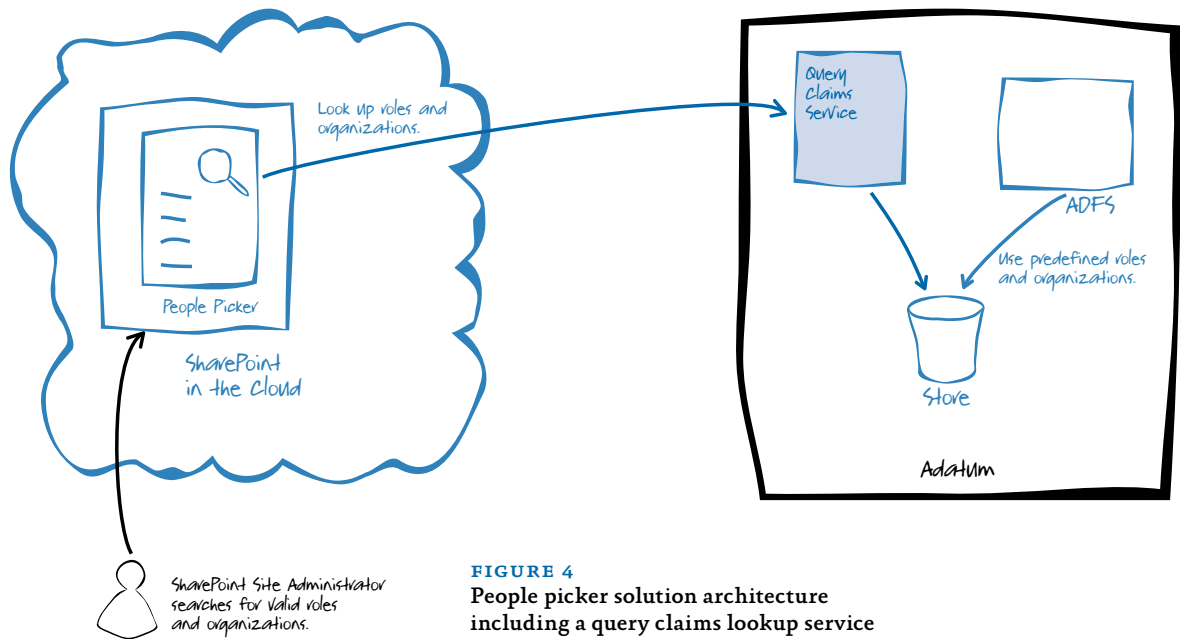 Look up roles and
organizations.
People Picker
SharePoint
in the Cloud
Query
Claims
Service
ADFS
Use predefined roles
and organizations.
Store
Adatum
SharePoint Site Administrator
searches for valid roles
and organizations.
FIGURE 4
People picker solution architecture
including a query claims lookup service